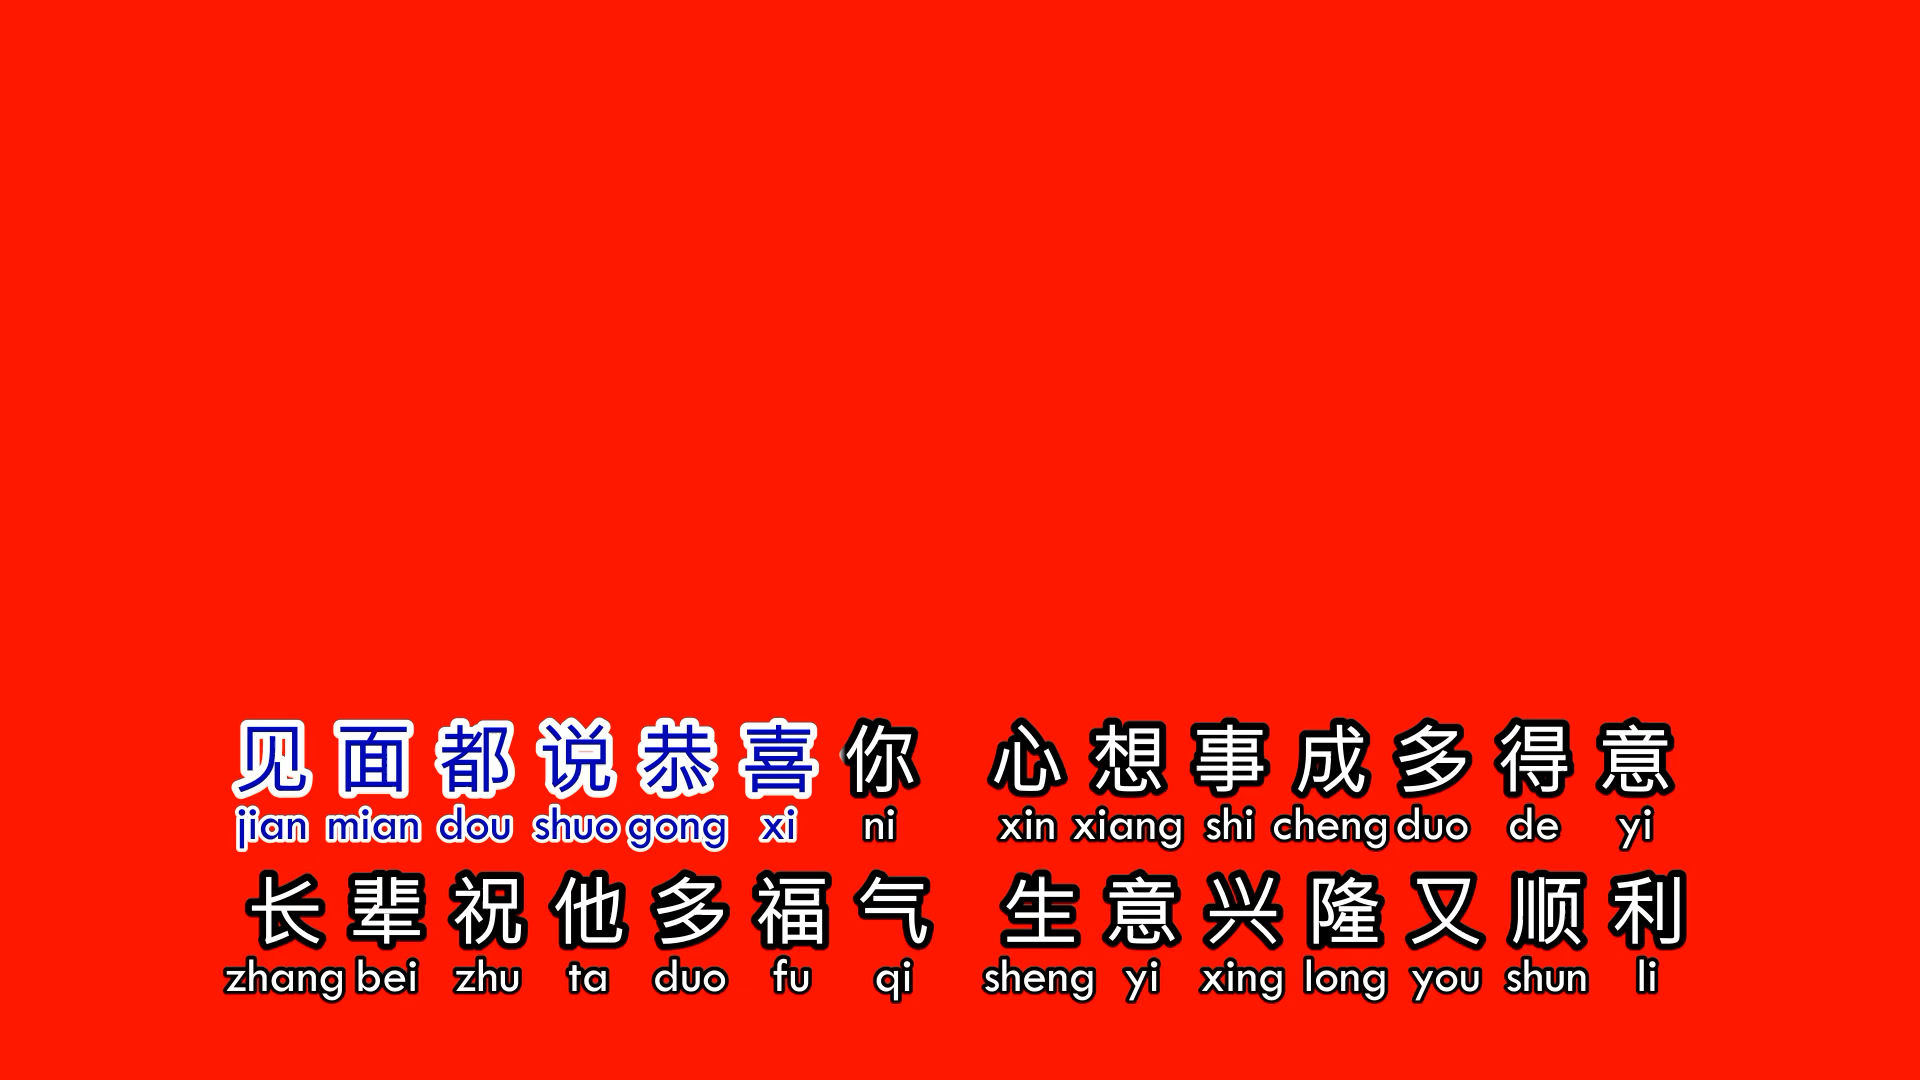 见面都说恭喜你 心想事成多得意
jian mian dou shuo gong xi ni xin xiang shi cheng duo de yi
长辈祝他多福气 生意兴隆又顺利
zhang bei zhu ta duo fu qi sheng yi xing long you shun li